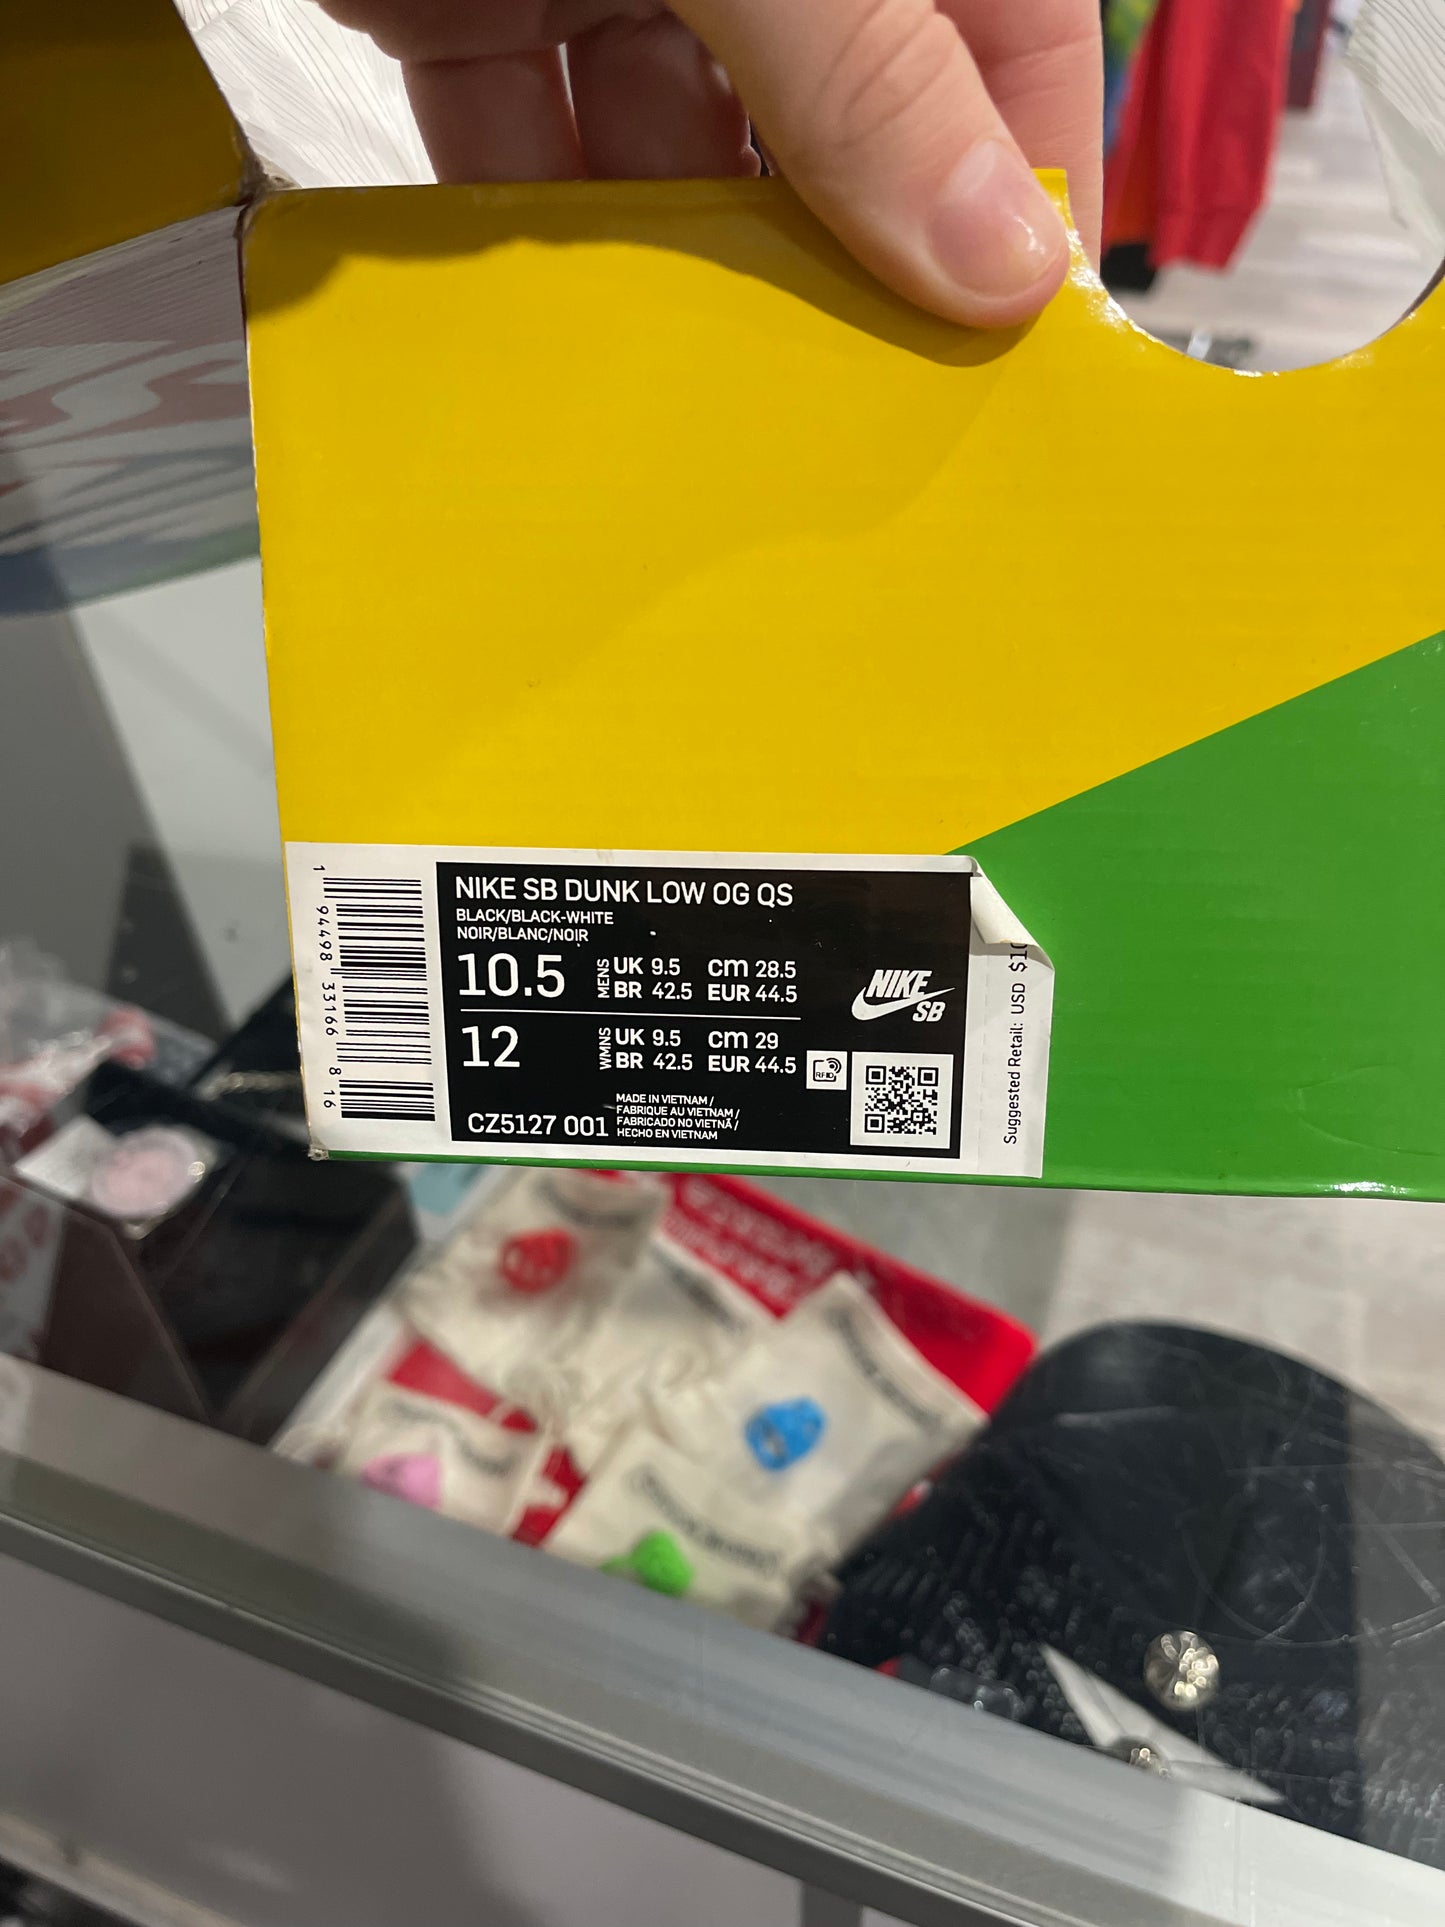 NIKE SB DUNK LOW OG QS
BLACK/BLACK-WHITE
NOIR/BLANC/NOIR
10.5 MENS UK 9.5 cm 28.5
BR 42.5 EUR 44.5
12 WMNS UK 9.5 cm 29
BR 42.5 EUR 44.5
CZ5127 001
MADE IN VIETNAM /
FABRIQUE AU VIETNAM /
FABRICADO NO VIETNÃ /
HECHO EN VIETNAM
RFID
NIKE
SB
1 94498 33166 8 16
Suggested Retail: USD $10